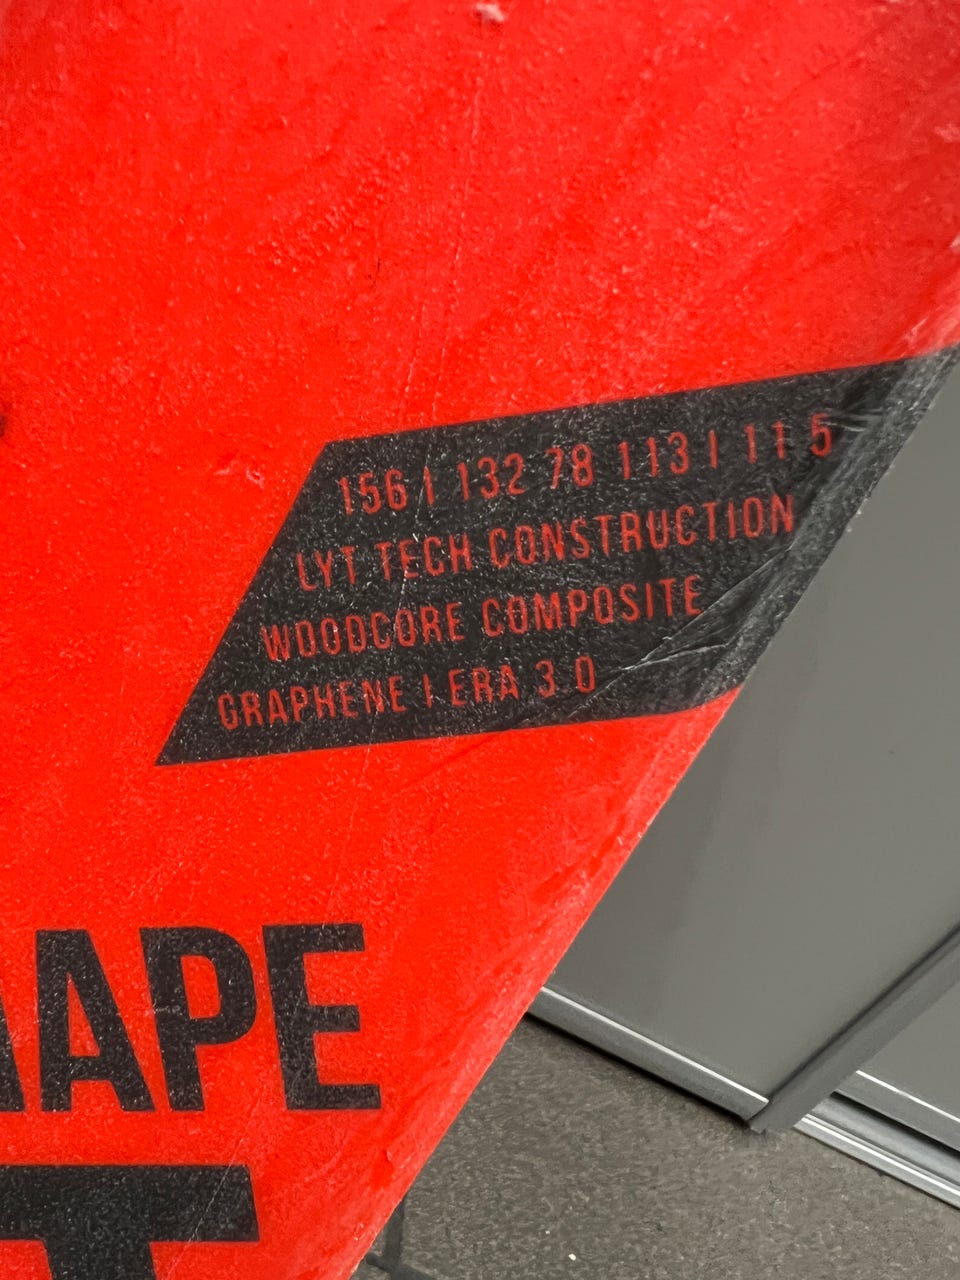 156 | 132 78 113 | 11.5
LYT TECH CONSTRUCTION
WOODCORE COMPOSITE
GRAPHENE | ERA 3.0
APE
T